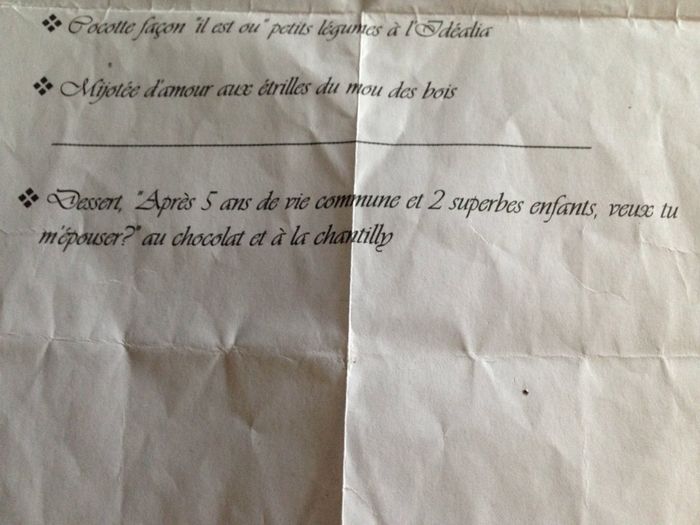 ❖ Cocotte façon "il est ou" petits légumes à l'Idéalia
❖ Mijotée d'amour aux étrilles du mou des bois
❖ Dessert, "Après 5 ans de vie commune et 2 superbes enfants, veux tu
m'épouser?" au chocolat et à la chantilly